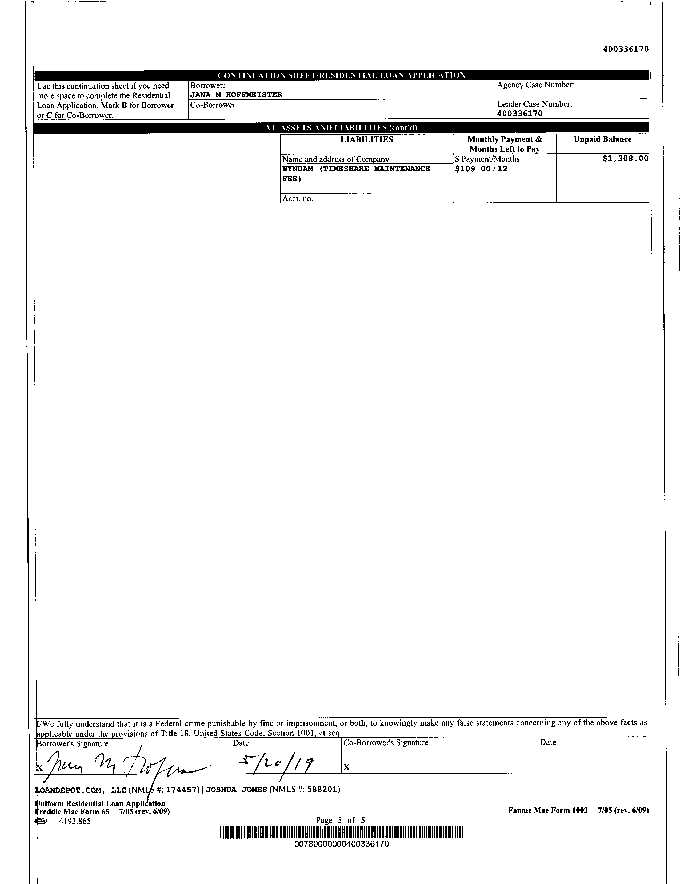 400336170
CONTINUATION SHEET/RESIDENTIAL LOAN APPLICATION
Use this continuation sheet if you need more space to complete the Residential Loan Application. Mark B for Borrower or C for Co-Borrower.
Borrower:
JANA M HOFFMEISTER
Co-Borrower:
Agency Case Number:
Lender Case Number:
400336170
VI. ASSETS AND LIABILITIES (cont'd)
LIABILITIES
Monthly Payment & Months Left to Pay
Unpaid Balance
Name and address of Company
$ Payment/Months
$1,308.00
WYNDAM (TIMESHARE MAINTENANCE FEE)
$109.00/12
Acct. no.
I/We fully understand that it is a Federal crime punishable by fine or imprisonment, or both, to knowingly make any false statements concerning any of the above facts as
applicable under the provisions of Title 18, United States Code, Section 1001, et seq.
Borrower's Signature
Date
Co-Borrower's Signature
Date
X
5/20/19
X
LOANDEPOT.COM, LLC (NMLS #: 174457) | JOSHUA JONES (NMLS #: 588201)
Uniform Residential Loan Application
Freddie Mac Form 65 7/05 (rev. 6/09)
Fannie Mae Form 1003 7/05 (rev. 6/09)
4193.865
Page 5 of 5